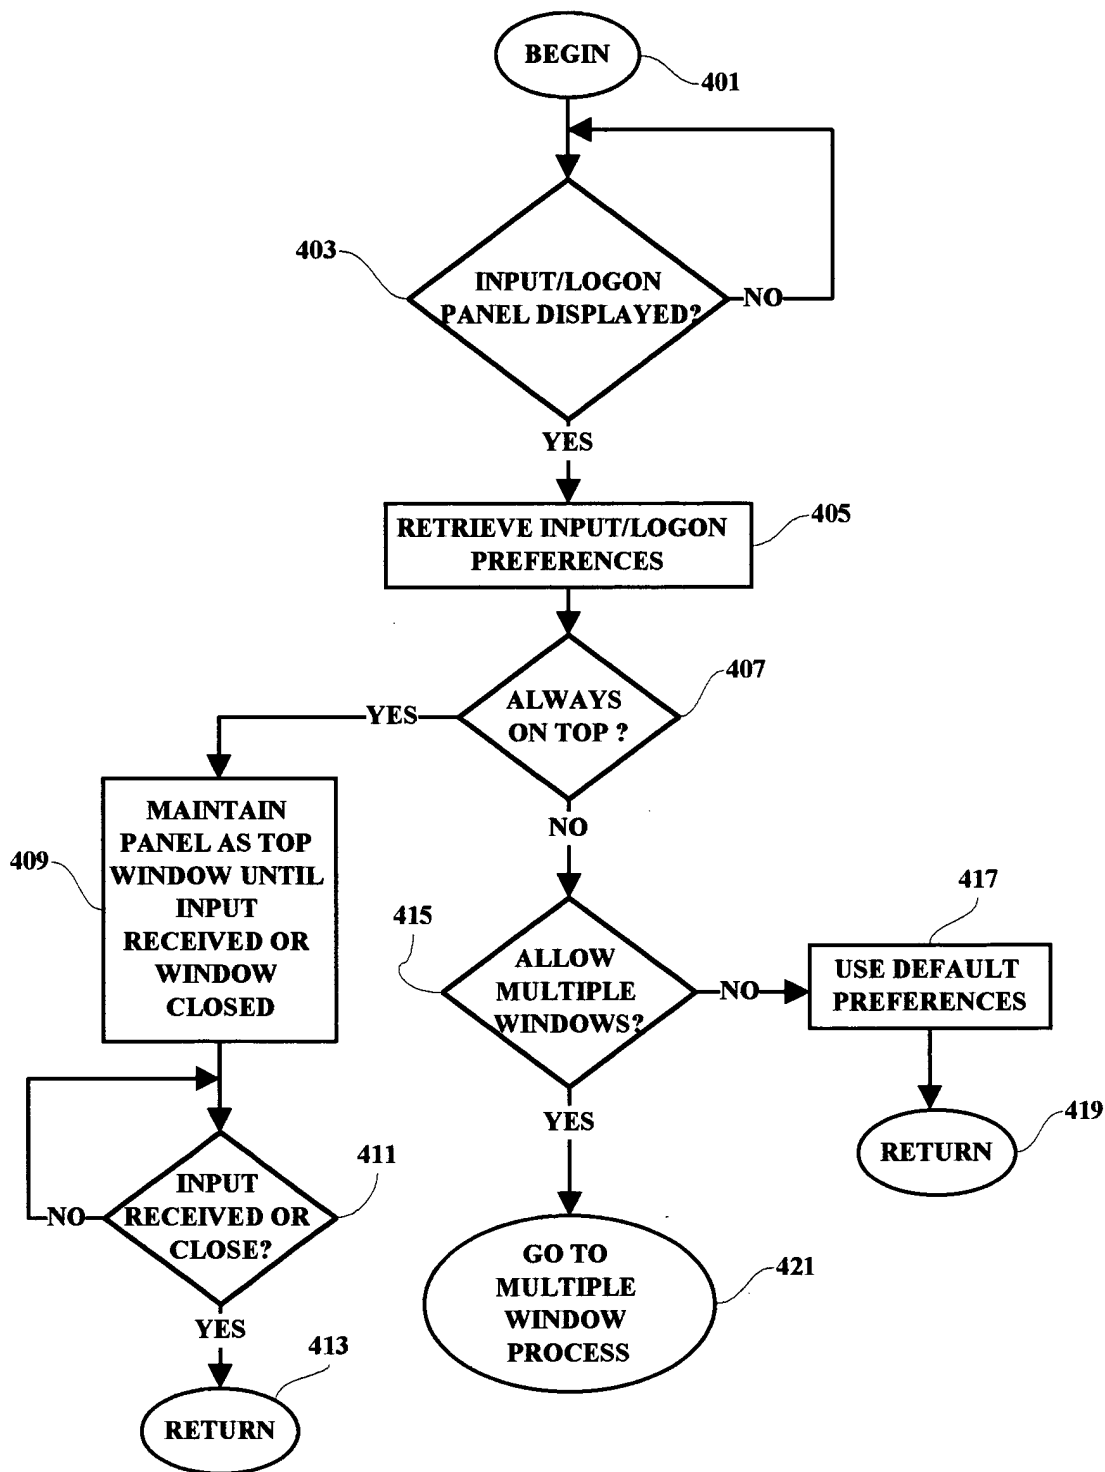 BEGIN
401
403
INPUT/LOGON
PANEL DISPLAYED?
NO
YES
RETRIEVE INPUT/LOGON
PREFERENCES
405
ALWAYS
ON TOP ?
407
YES
NO
MAINTAIN
PANEL AS TOP
WINDOW UNTIL
INPUT
RECEIVED OR
WINDOW
CLOSED
409
415
ALLOW
MULTIPLE
WINDOWS?
NO
417
USE DEFAULT
PREFERENCES
YES
419
RETURN
411
INPUT
RECEIVED OR
CLOSE?
NO
YES
GO TO
MULTIPLE
WINDOW
PROCESS
421
413
RETURN